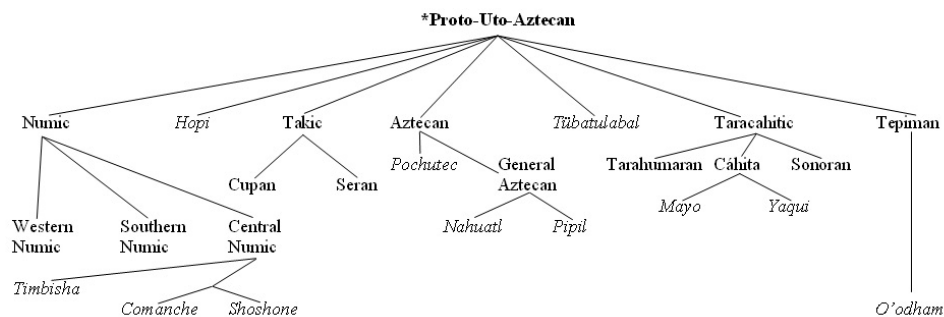 *Proto-Uto-Aztecan
Numic
Hopi
Takic
Aztecan
Tübatulabal
Taracahitic
Tepiman
Pochutec
General
Aztecan
Tarahumaran
Cáhita
Sonoran
Cupan
Seran
Mayo
Yaqui
Western
Numic
Southern
Numic
Central
Numic
Nahuatl
Pipil
Timbisha
Comanche
Shoshone
O’odham